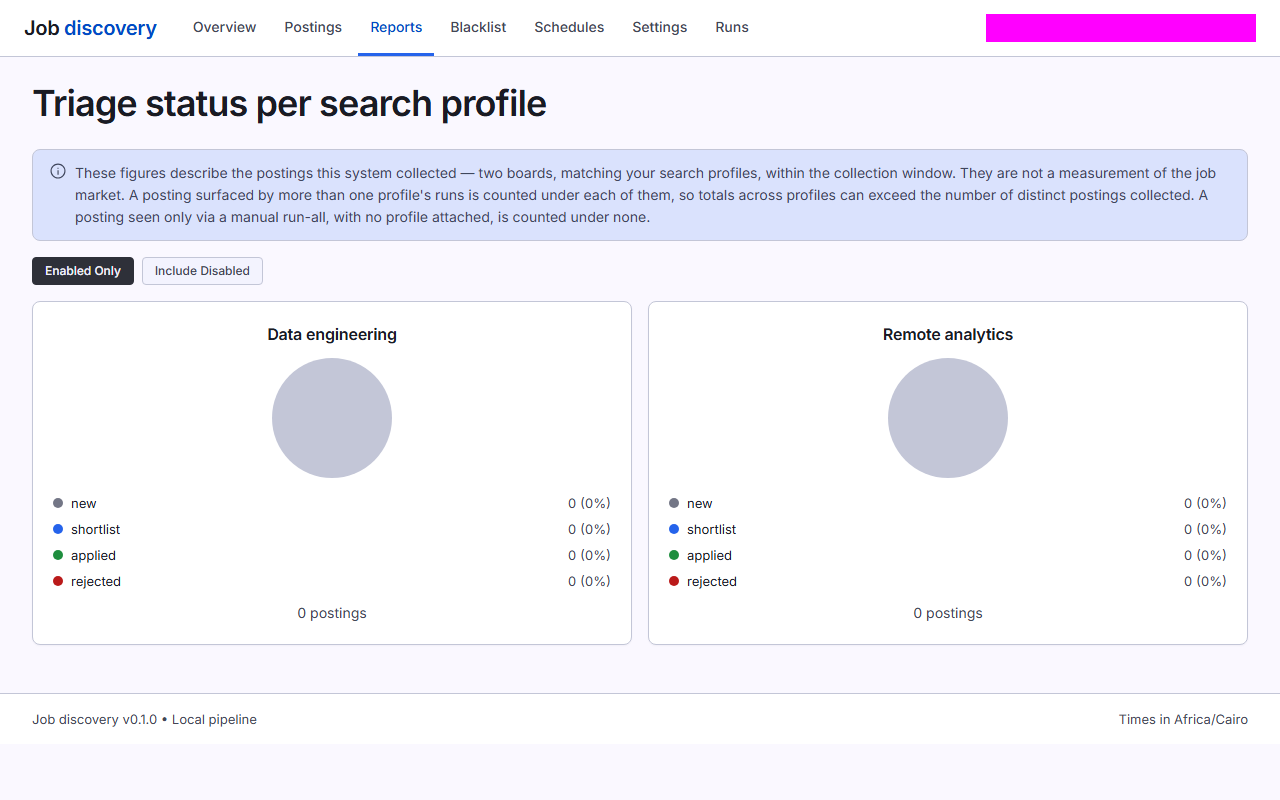 Job discovery
Overview
Postings
Reports
Blacklist
Schedules
Settings
Runs
Triage status per search profile
These figures describe the postings this system collected — two boards, matching your search profiles, within the collection window. They are not a measurement of the job
market. A posting surfaced by more than one profile's runs is counted under each of them, so totals across profiles can exceed the number of distinct postings collected. A
posting seen only via a manual run-all, with no profile attached, is counted under none.
Enabled Only
Include Disabled
Data engineering
new 0 (0%)
shortlist 0 (0%)
applied 0 (0%)
rejected 0 (0%)
0 postings
Remote analytics
new 0 (0%)
shortlist 0 (0%)
applied 0 (0%)
rejected 0 (0%)
0 postings
Job discovery v0.1.0 • Local pipeline
Times in Africa/Cairo